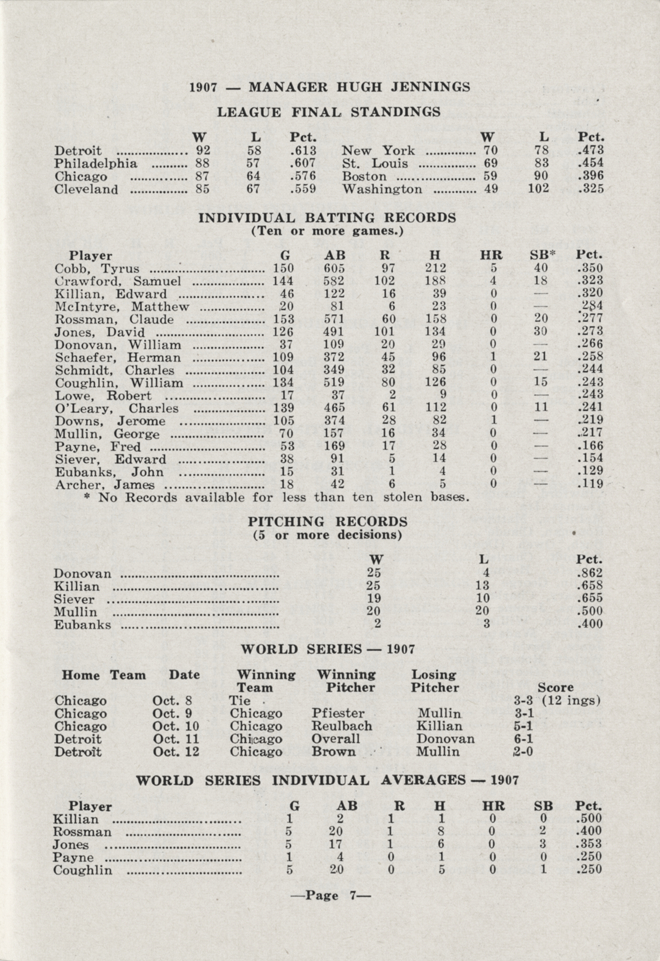 1907 — MANAGER HUGH JENNINGS
LEAGUE FINAL STANDINGS
W L Pct. W L Pct.
Detroit .................... 92 58 .613 New York .............. 70 78 .473
Philadelphia .......... 88 57 .607 St. Louis ................ 69 83 .454
Chicago ................ 87 64 .576 Boston ...................... 59 90 .396
Cleveland ................ 85 67 .559 Washington ............ 49 102 .325
INDIVIDUAL BATTING RECORDS
(Ten or more games.)
Player G AB R H HR SB* Pct.
Cobb, Tyrus ................................ 150 605 97 212 5 40 .350
Crawford, Samuel .................... 144 582 102 188 4 18 .323
Killian, Edward ........................ 46 122 16 39 0 — .320
McIntyre, Matthew .................. 20 81 6 23 0 — .284
Rossman, Claude ...................... 153 571 60 158 0 20 .277
Jones, David .............................. 126 491 101 134 0 30 .273
Donovan, William .................... 37 109 20 29 0 — .266
Schaefer, Herman .................... 109 372 45 96 1 21 .258
Schmidt, Charles ...................... 104 349 32 85 0 — .244
Coughlin, William .................... 134 519 80 126 0 15 .243
Lowe, Robert ............................ 17 37 2 9 0 — .243
O'Leary, Charles ...................... 139 465 61 112 0 11 .241
Downs, Jerome ........................ 105 374 28 82 1 — .219
Mullin, George .......................... 70 157 16 34 0 — .217
Payne, Fred .............................. 53 169 17 28 0 — .166
Siever, Edward ........................ 38 91 5 14 0 — .154
Eubanks, John .......................... 15 31 1 4 0 — .129
Archer, James .......................... 18 42 6 5 0 — .119
* No Records available for less than ten stolen bases.
PITCHING RECORDS
(5 or more decisions)
W L Pct.
Donovan ............................................ 25 4 .862
Killian ................................................ 25 13 .658
Siever ................................................ 19 10 .655
Mullin ................................................ 20 20 .500
Eubanks ............................................ 2 3 .400
WORLD SERIES — 1907
Home Team Date Winning Winning Losing
Team Pitcher Pitcher Score
Chicago Oct. 8 Tie 3-3 (12 ings)
Chicago Oct. 9 Chicago Pfiester Mullin 3-1
Chicago Oct. 10 Chicago Reulbach Killian 5-1
Detroit Oct. 11 Chicago Overall Donovan 6-1
Detroit Oct. 12 Chicago Brown Mullin 2-0
WORLD SERIES INDIVIDUAL AVERAGES — 1907
Player G AB R H HR SB Pct.
Killian .................................... 1 2 1 1 0 0 .500
Rossman ................................ 5 20 1 8 0 2 .400
Jones ...................................... 5 17 1 6 0 3 .353
Payne ...................................... 1 4 0 1 0 0 .250
Coughlin ................................ 5 20 0 5 0 1 .250
—Page 7—